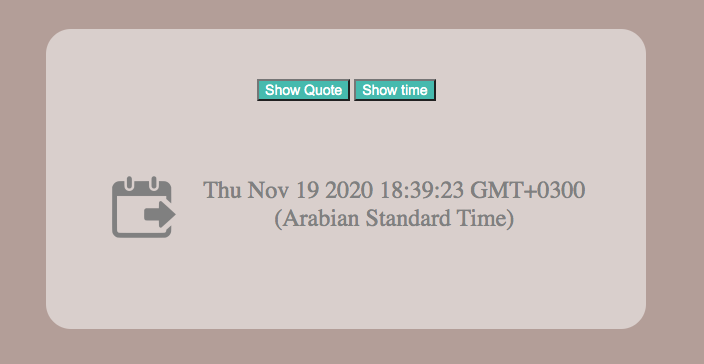 Show Quote Show time
Thu Nov 19 2020 18:39:23 GMT+0300
(Arabian Standard Time)